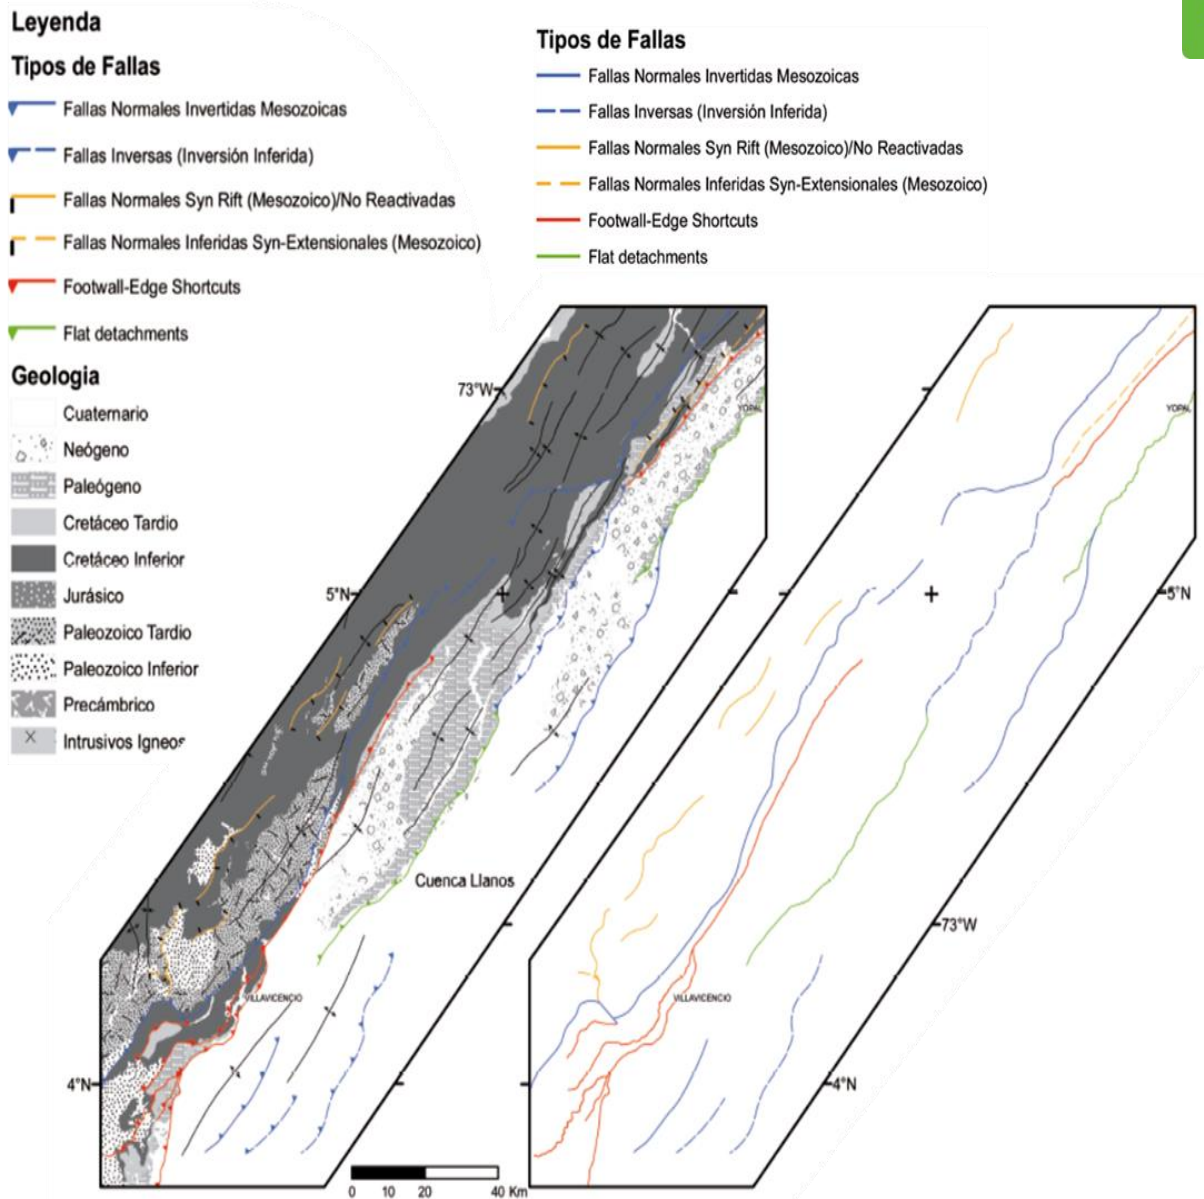 Leyenda
Tipos de Fallas
Fallas Normales Invertidas Mesozoicas
Fallas Inversas (Inversión Inferida)
Fallas Normales Syn Rift (Mesozoico)/No Reactivadas
Fallas Normales Inferidas Syn-Extensionales (Mesozoico)
Footwall-Edge Shortcuts
Flat detachments
Geologia
Cuaternario
Neógeno
Paleógeno
Cretáceo Tardio
Cretáceo Inferior
Jurásico
Paleozoico Tardio
Paleozoico Inferior
Precámbrico
Intrusivos Igneos
Tipos de Fallas
Fallas Normales Invertidas Mesozoicas
Fallas Inversas (Inversión Inferida)
Fallas Normales Syn Rift (Mesozoico)/No Reactivadas
Fallas Normales Inferidas Syn-Extensionales (Mesozoico)
Footwall-Edge Shortcuts
Flat detachments
73°W
YOPAL
5°N
Cuenca Llanos
VILLAVICENCIO
4°N
0 10 20 40 Km
YOPAL
5°N
73°W
VILLAVICENCIO
4°N